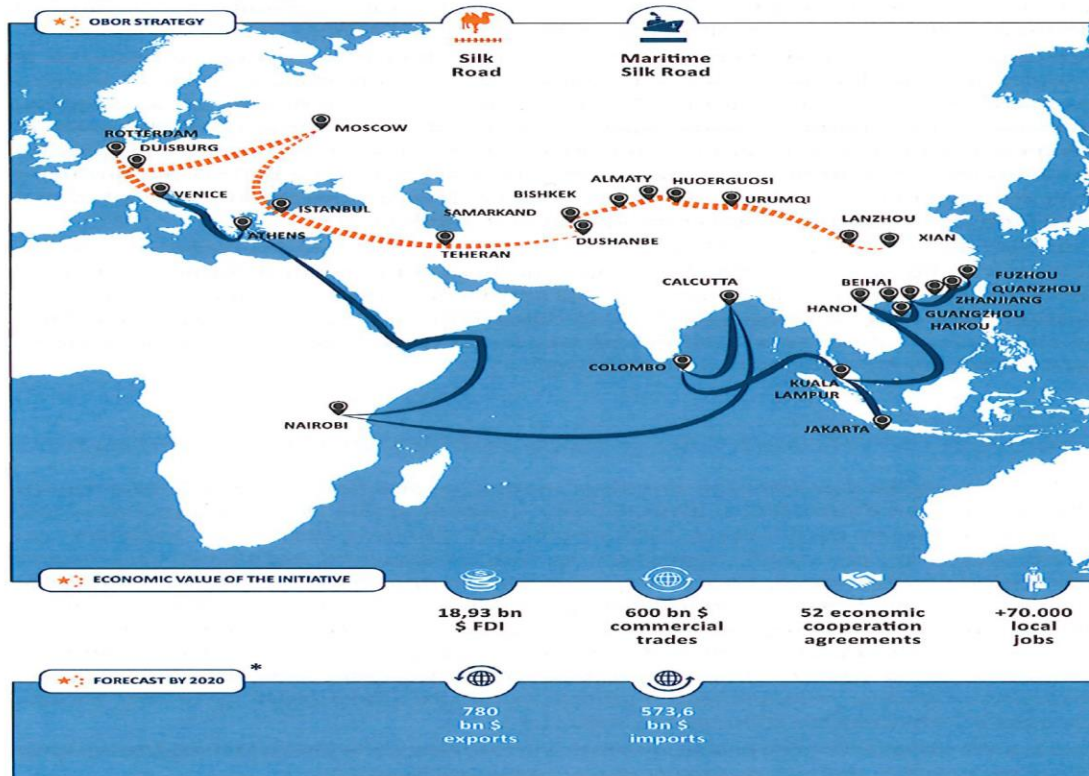 OBOR STRATEGY
Silk
Road
Maritime
Silk Road
MOSCOW
ROTTERDAM
DUISBURG
VENICE
ISTANBUL
ATHENS
TEHERAN
SAMARKAND
BISHKEK
DUSHANBE
ALMATY
HUOERGUOSI
URUMQI
LANZHOU
XIAN
CALCUTTA
BEIHAI
HANOI
FUZHOU
QUANZHOU
ZHANJIANG
GUANGZHOU
HAIKOU
COLOMBO
KUALA
LAMPUR
JAKARTA
NAIROBI
ECONOMIC VALUE OF THE INITIATIVE
18,93 bn
$ FDI
600 bn $
commercial
trades
52 economic
cooperation
agreements
+70.000
local
jobs
FORECAST BY 2020 *
780
bn $
exports
573,6
bn $
imports